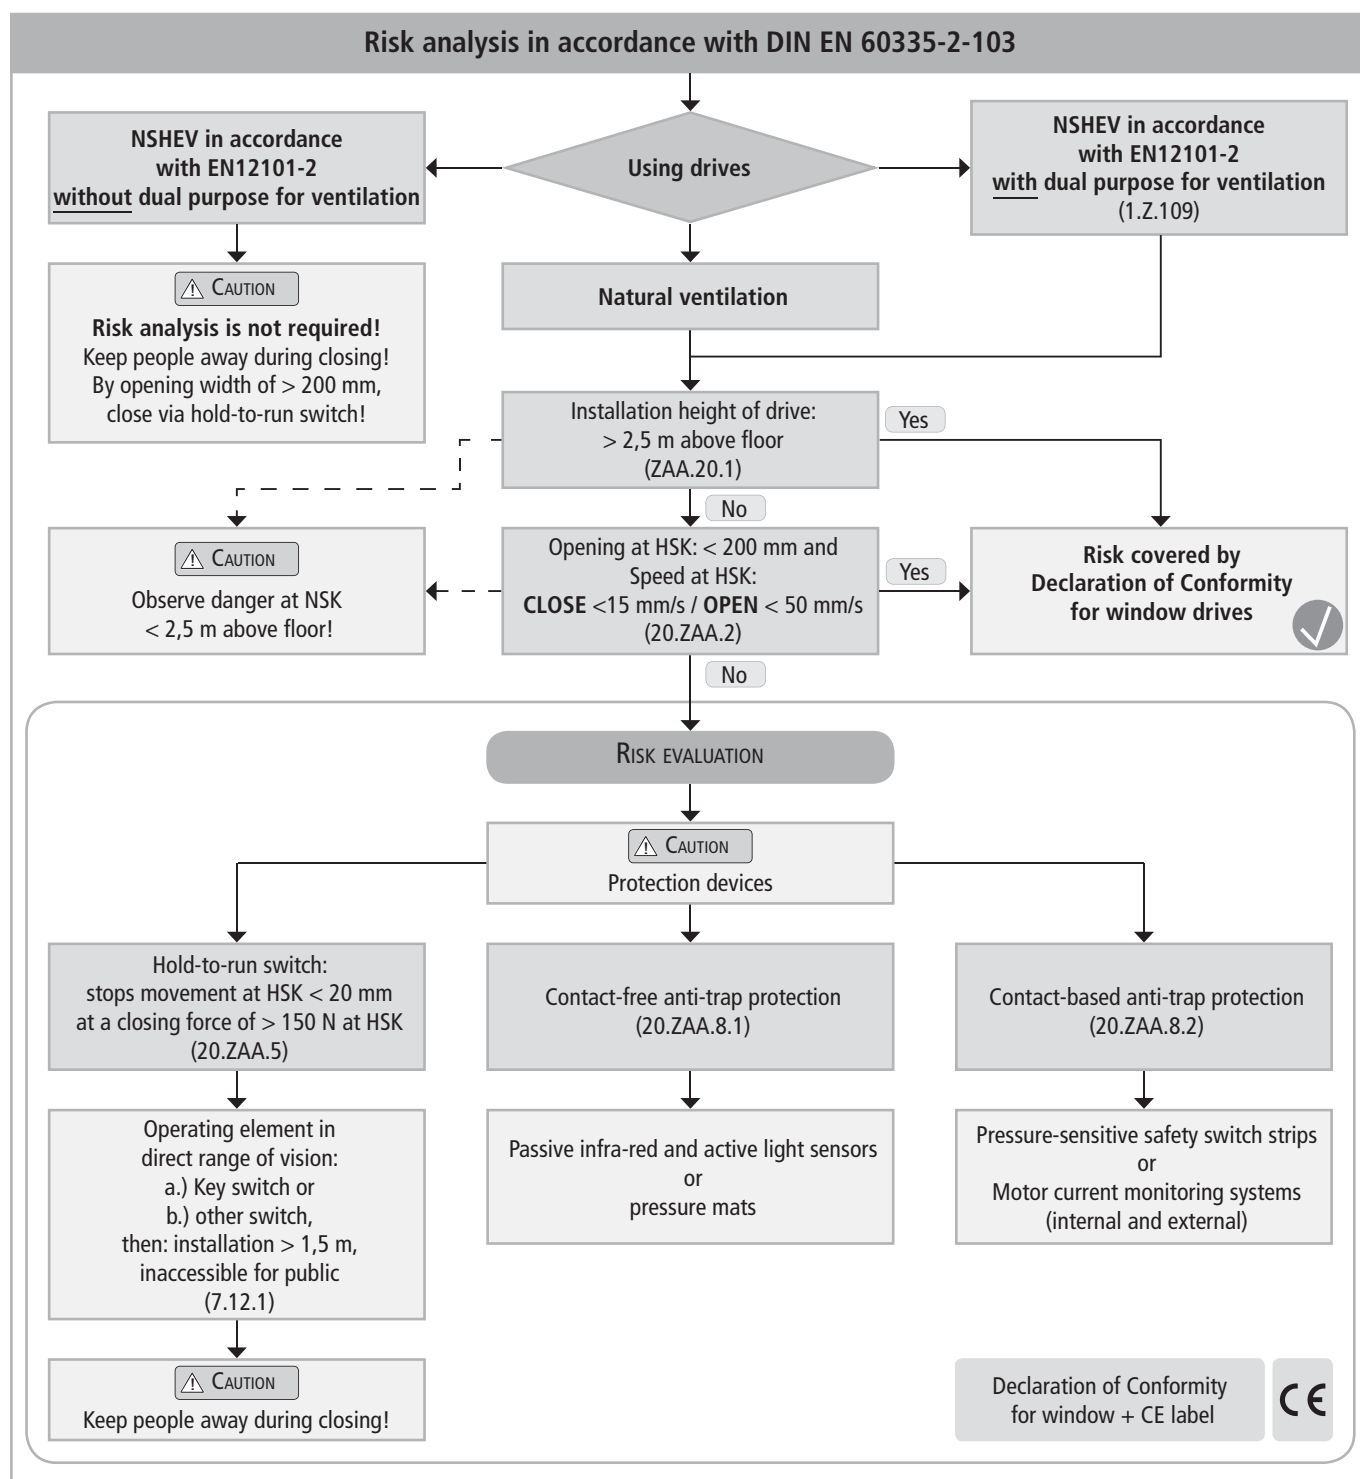 Risk analysis in accordance with DIN EN 60335-2-103
NSHEV in accordance
with EN12101-2
without dual purpose for ventilation
Using drives
NSHEV in accordance
with EN12101-2
with dual purpose for ventilation
(1.Z.109)
CAUTION
Risk analysis is not required!
Keep people away during closing!
By opening width of > 200 mm,
close via hold-to-run switch!
Natural ventilation
Installation height of drive:
> 2,5 m above floor
(ZAA.20.1)
Yes
No
CAUTION
Observe danger at NSK
< 2,5 m above floor!
Opening at HSK: < 200 mm and
Speed at HSK:
CLOSE <15 mm/s / OPEN < 50 mm/s
(20.ZAA.2)
Yes
No
Risk covered by
Declaration of Conformity
for window drives
RISK EVALUATION
CAUTION
Protection devices
Hold-to-run switch:
stops movement at HSK < 20 mm
at a closing force of > 150 N at HSK
(20.ZAA.5)
Contact-free anti-trap protection
(20.ZAA.8.1)
Contact-based anti-trap protection
(20.ZAA.8.2)
Operating element in
direct range of vision:
a.) Key switch or
b.) other switch,
then: installation > 1,5 m,
inaccessible for public
(7.12.1)
Passive infra-red and active light sensors
or
pressure mats
Pressure-sensitive safety switch strips
or
Motor current monitoring systems
(internal and external)
CAUTION
Keep people away during closing!
Declaration of Conformity
for window + CE label
CE